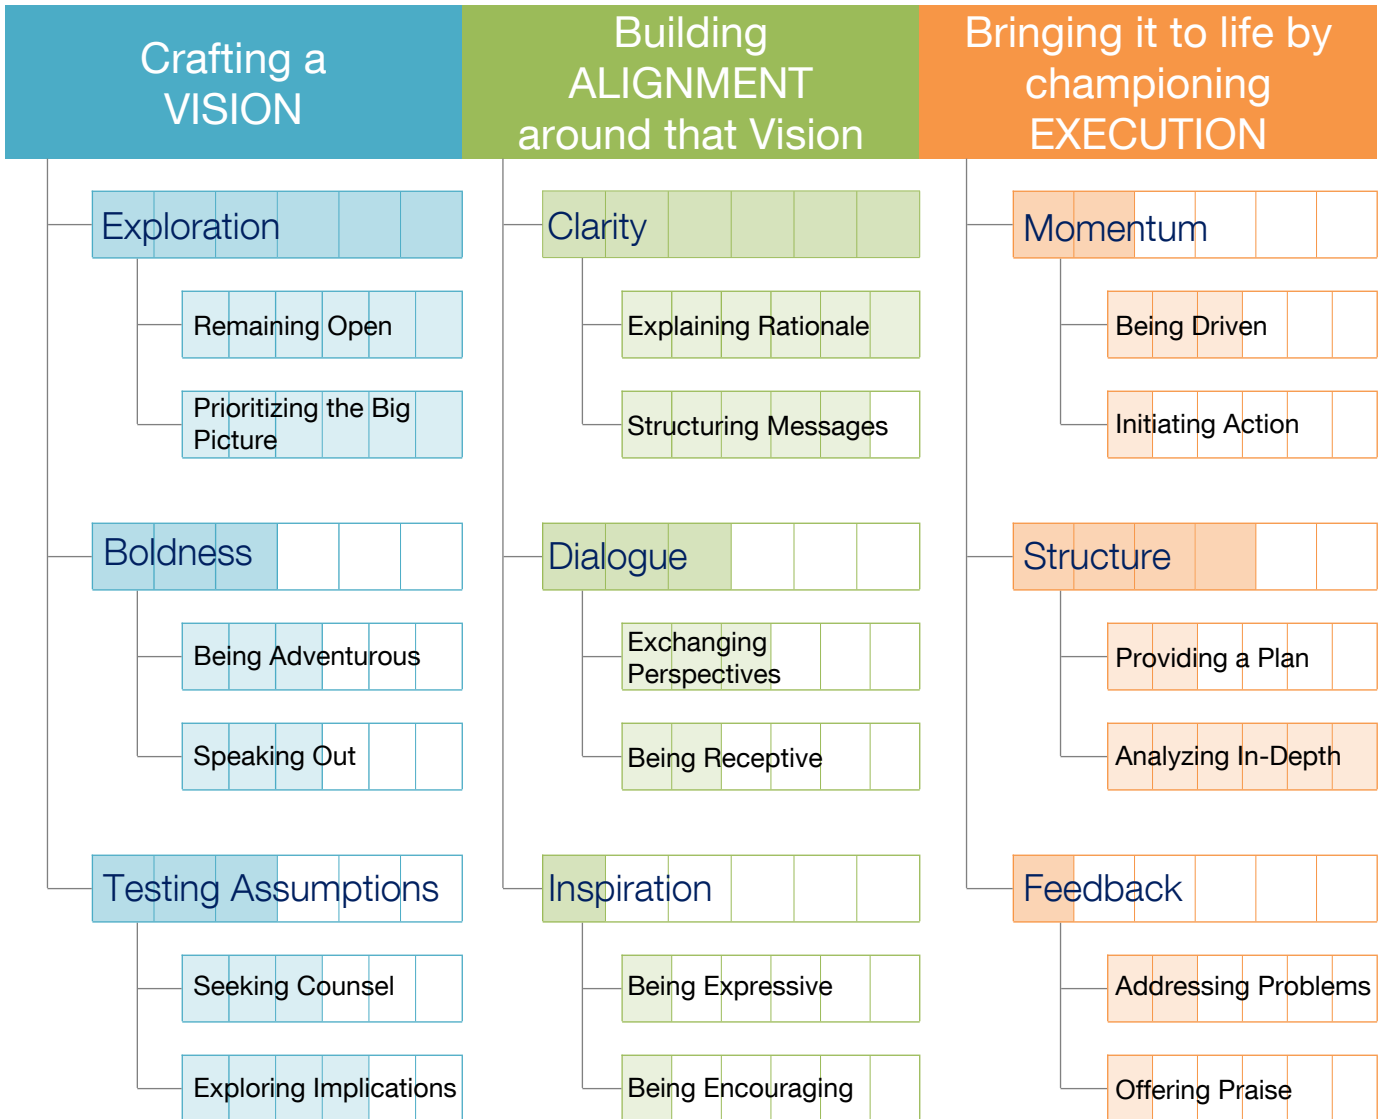 Crafting a
VISION
Exploration
Remaining Open
Prioritizing the Big
Picture
Boldness
Being Adventurous
Speaking Out
Testing Assumptions
Seeking Counsel
Exploring Implications
Building
ALIGNMENT
around that Vision
Clarity
Explaining Rationale
Structuring Messages
Dialogue
Exchanging
Perspectives
Being Receptive
Inspiration
Being Expressive
Being Encouraging
Bringing it to life by
championing
EXECUTION
Momentum
Being Driven
Initiating Action
Structure
Providing a Plan
Analyzing In-Depth
Feedback
Addressing Problems
Offering Praise